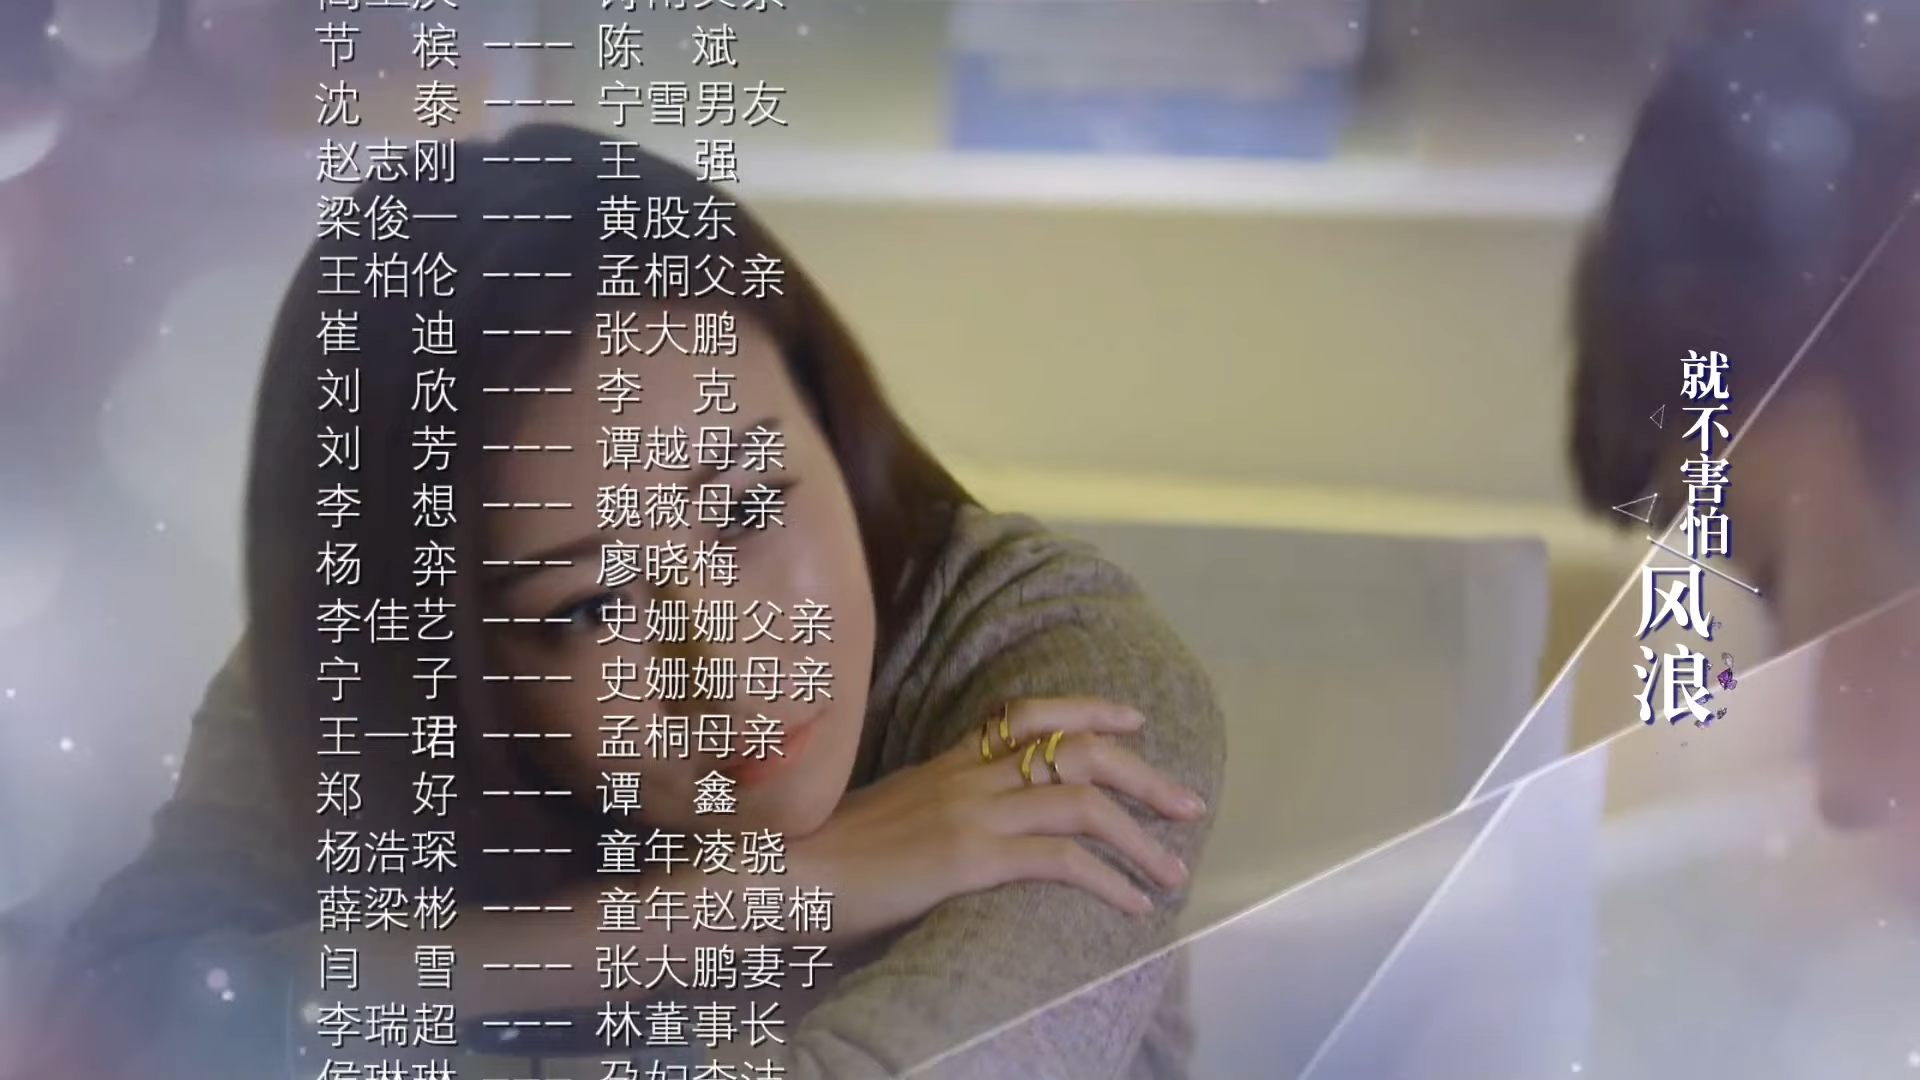 节 槟 --- 陈 斌
沈 泰 --- 宁雪男友
赵志刚 --- 王 强
梁俊一 --- 黄股东
王柏伦 --- 孟桐父亲
崔 迪 --- 张大鹏
刘 欣 --- 李 克
刘 芳 --- 谭越母亲
李 想 --- 魏薇母亲
杨 弈 --- 廖晓梅
李佳艺 --- 史姗姗父亲
宁 子 --- 史姗姗母亲
王一珺 --- 孟桐母亲
郑 好 --- 谭 鑫
杨浩琛 --- 童年凌骁
薛梁彬 --- 童年赵震楠
闫 雪 --- 张大鹏妻子
李瑞超 --- 林董事长
就不害怕
风浪